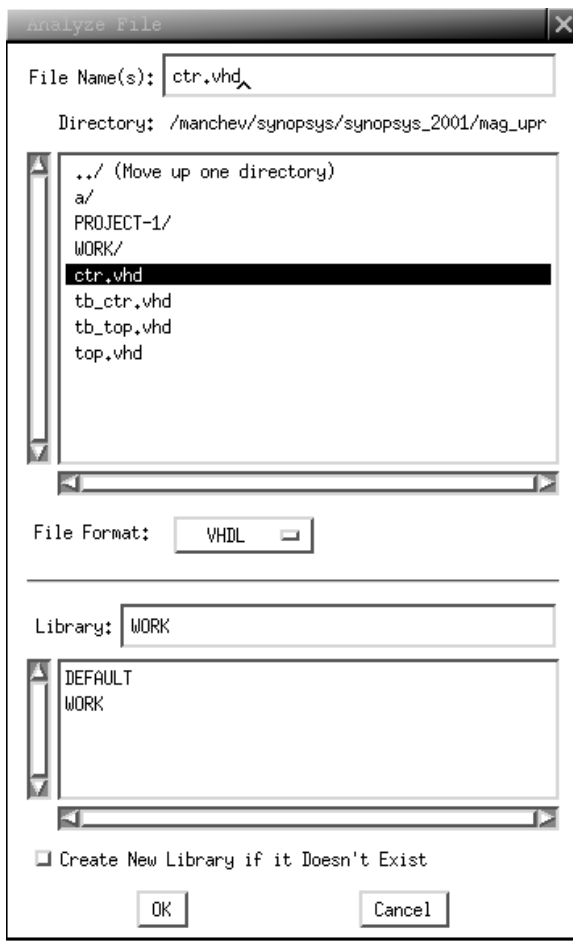 Analyze File
File Name(s): ctr.vhd
Directory: /manchev/synopsys/synopsys_2001/mag_upr
../ (Move up one directory)
a/
PROJECT-1/
WORK/
ctr.vhd
tb_ctr.vhd
tb_top.vhd
top.vhd
File Format: VHDL
Library: WORK
DEFAULT
WORK
Create New Library if it Doesn't Exist
OK Cancel